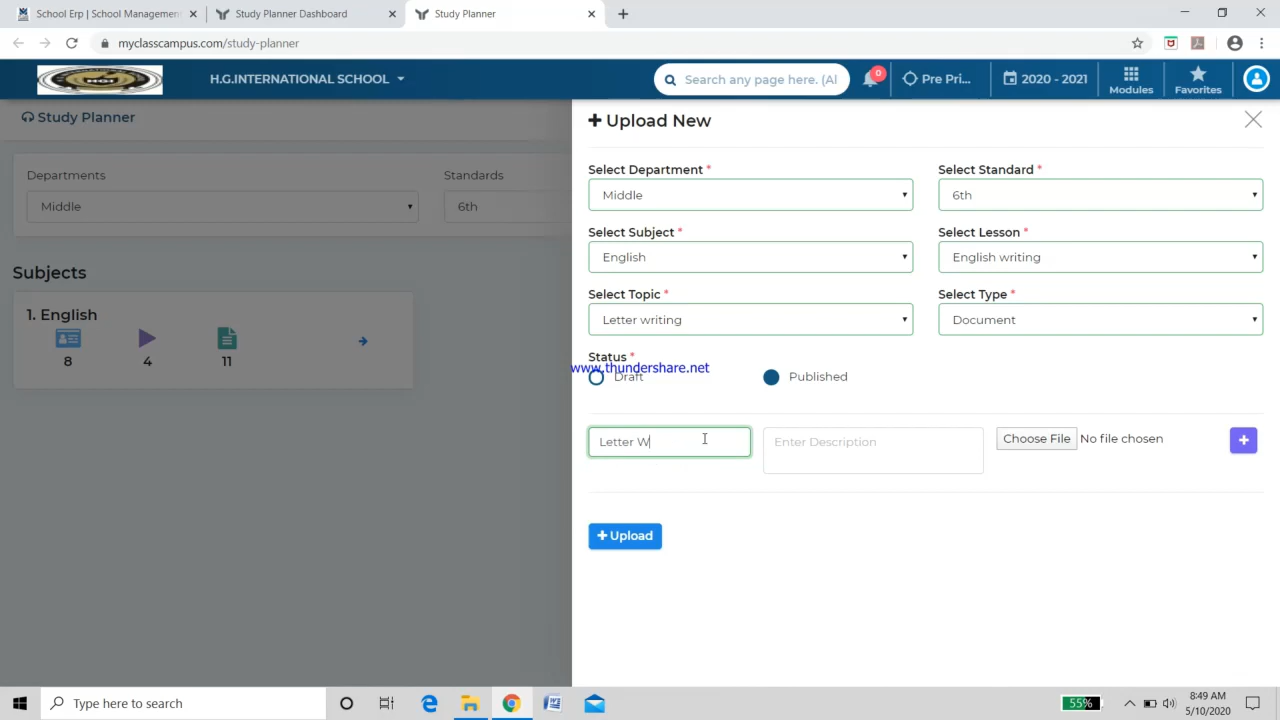 School Erp | School Management
Study Planner Dashboard
Study Planner
myclasscampus.com/study-planner
HGI
H.G.INTERNATIONAL SCHOOL
Search any page here. (Al
0
Pre Pri...
2020 - 2021
Modules
Favorites
Study Planner
Departments
Standards
Middle
6th
Subjects
1. English
8
4
11
Upload New
Select Department *
Select Standard *
Middle
6th
Select Subject *
Select Lesson *
English
English writing
Select Topic *
Select Type *
Letter writing
Document
Status *
www.thundershare.net
Draft
Published
Letter W
Enter Description
Choose File No file chosen
+
+ Upload
Type here to search
55%
8:49 AM
5/10/2020